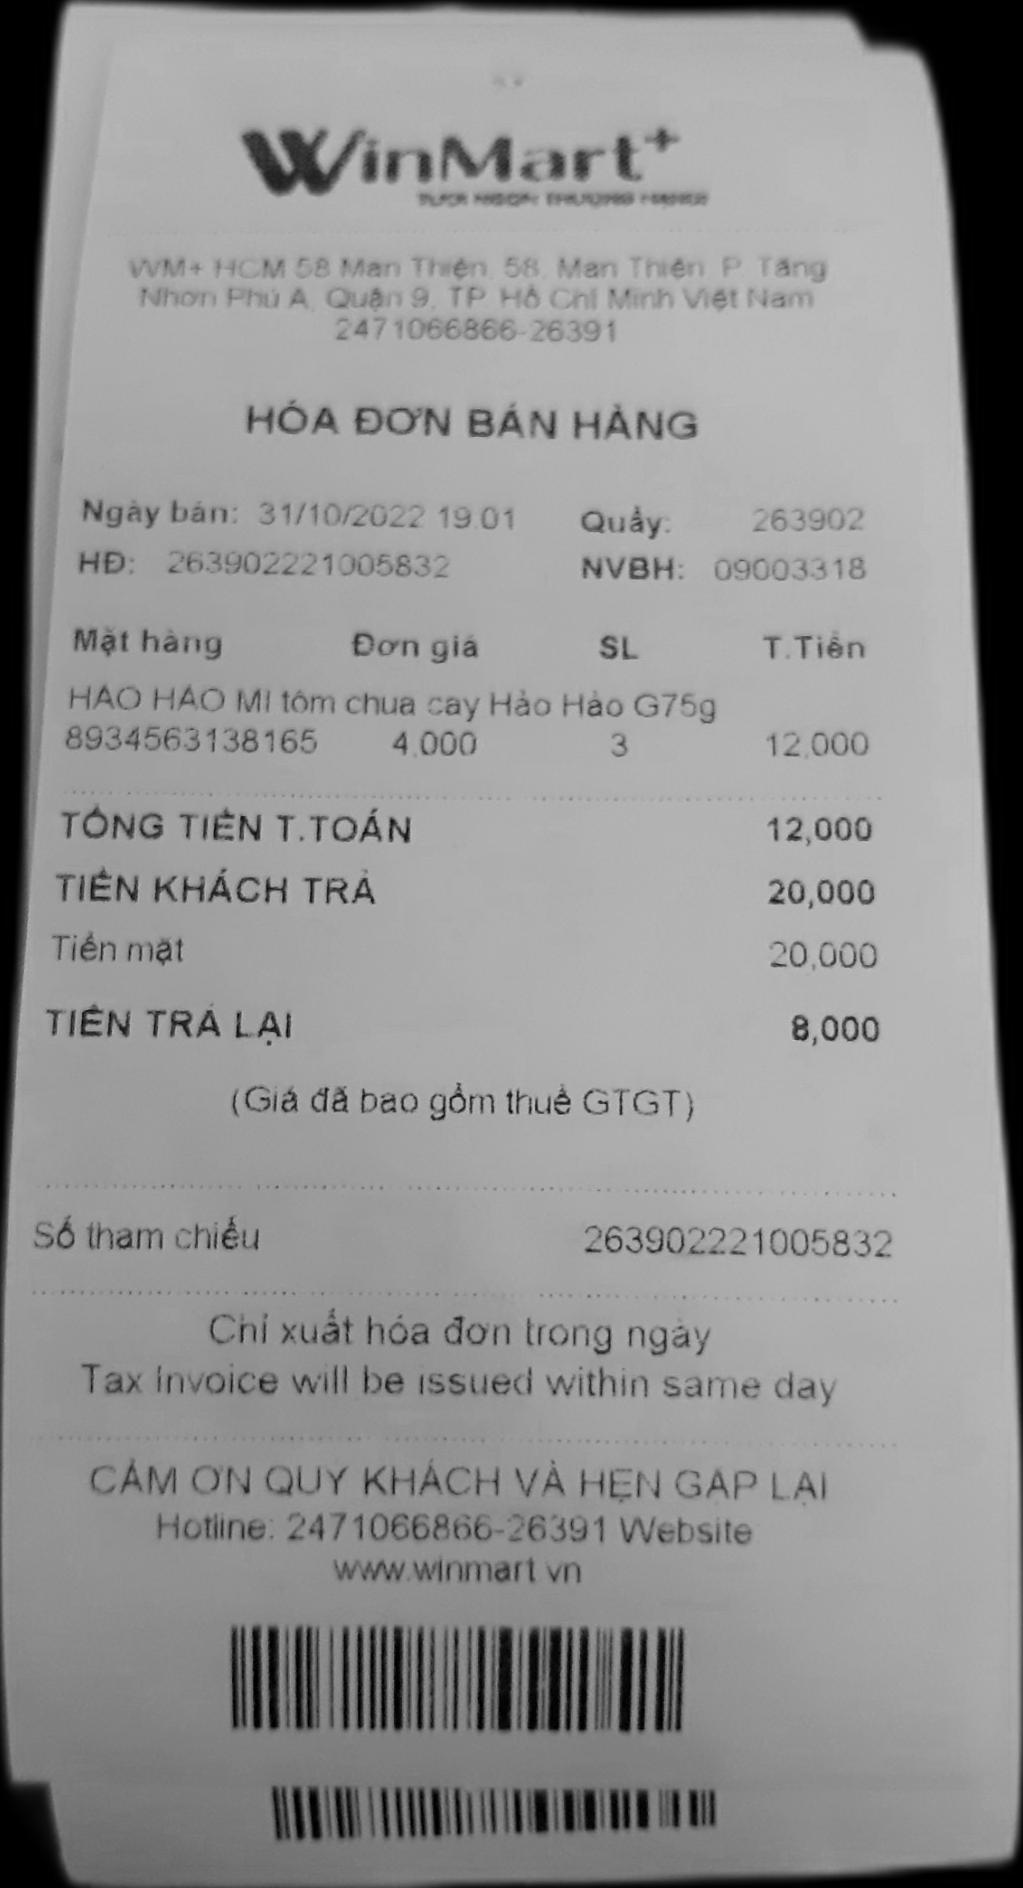 WinMart+
WM+ HCM 58 Man Thiện, 58, Man Thiện, P. Tăng
Nhơn Phú A, Quận 9, TP. Hồ Chí Minh Việt Nam
2471066866-26391
HÓA ĐƠN BÁN HÀNG
Ngày bán: 31/10/2022 19:01 Quầy: 263902
HĐ: 263902221005832 NVBH: 09003318
Mặt hàng Đơn giá SL T.Tiền
HẢO HẢO Mì tôm chua cay Hảo Hảo G75g
8934563138165 4,000 3 12,000
TỔNG TIỀN T.TOÁN 12,000
TIỀN KHÁCH TRẢ 20,000
Tiền mặt 20,000
TIỀN TRẢ LẠI 8,000
(Giá đã bao gồm thuế GTGT)
Số tham chiếu 263902221005832
Chỉ xuất hóa đơn trong ngày
Tax invoice will be issued within same day
CẢM ƠN QUÝ KHÁCH VÀ HẸN GẶP LẠI
Hotline: 2471066866-26391 Website
www.winmart.vn